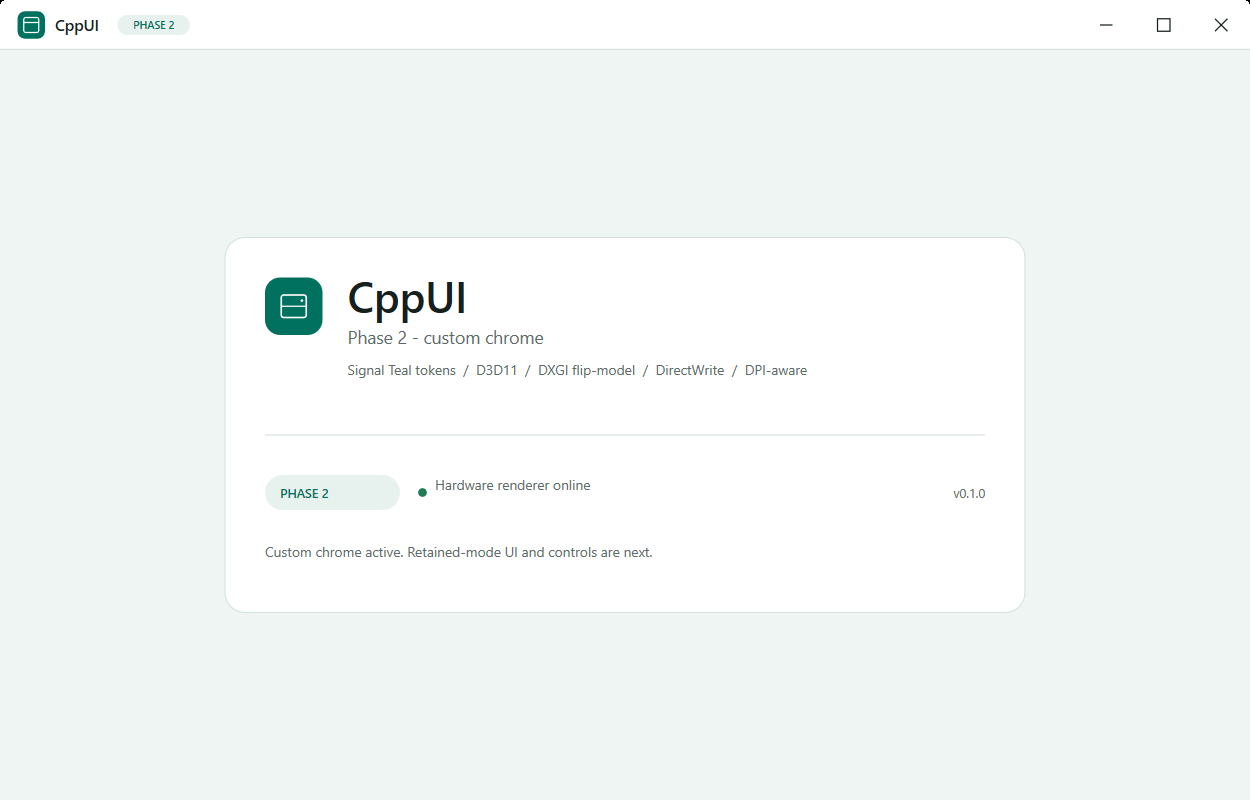 CppUI PHASE 2
CppUI
Phase 2 - custom chrome
Signal Teal tokens / D3D11 / DXGI flip-model / DirectWrite / DPI-aware
PHASE 2 Hardware renderer online v0.1.0
Custom chrome active. Retained-mode UI and controls are next.